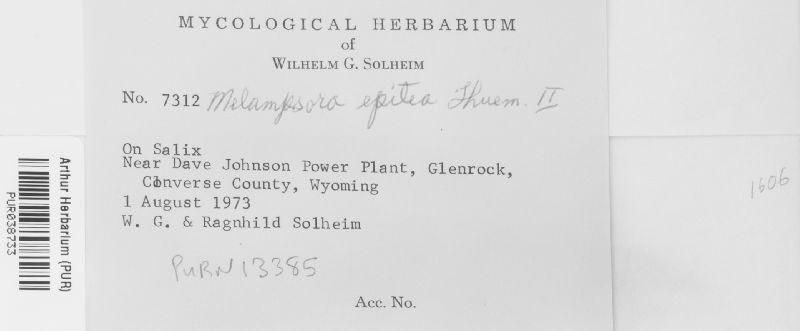 MYCOLOGICAL HERBARIUM
of
WILHELM G. SOLHEIM
No. 7312 Melampsora epitea Thuem. II
On Salix
Near Dave Johnson Power Plant, Glenrock,
Converse County, Wyoming
1 August 1973
W. G. & Ragnhild Solheim
PURN13385
Acc. No.
Arthur Herbarium (PUR)
PUR038733
1606